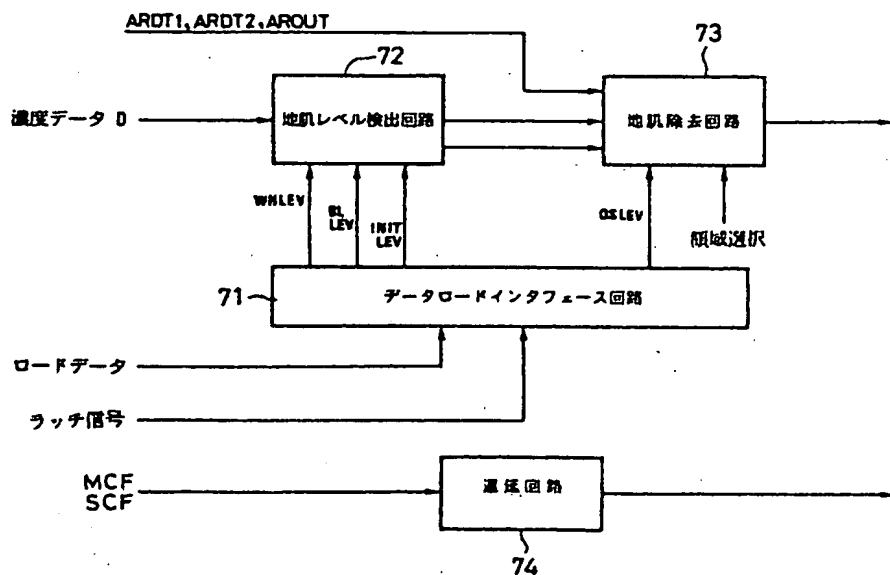 ARDT1, ARDT2, AROUT
72
73
濃度データ D
地肌レベル検出回路
地肌除去回路
WHLEV
BL
LEV
INIT
LEV
OSLEV
領域選択
71
データロードインタフェース回路
ロードデータ
ラッチ信号
MCF
SCF
遅延回路
74